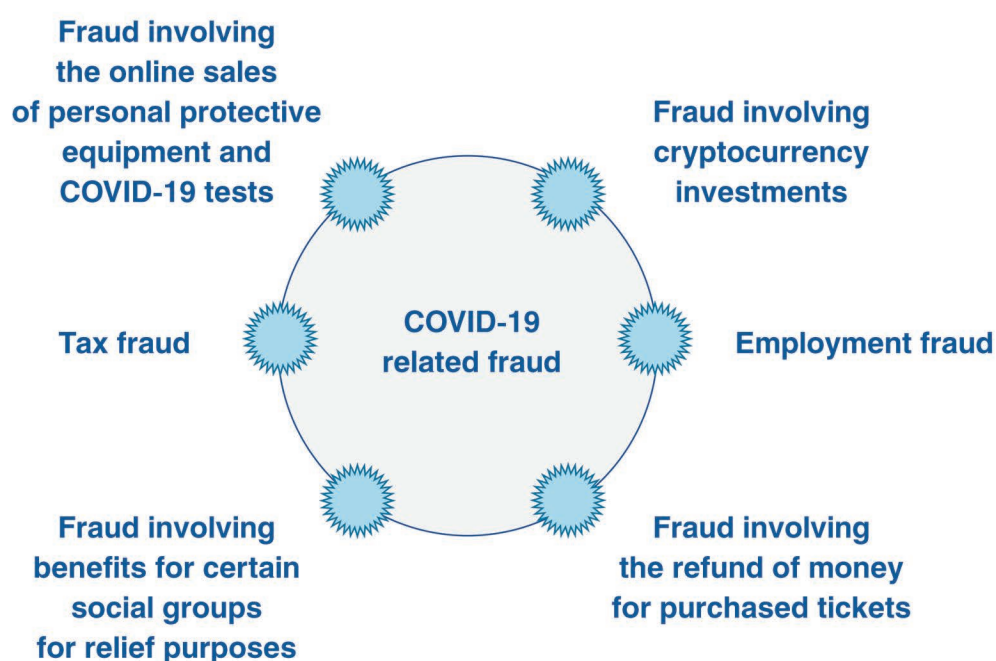 Fraud involving
the online sales
of personal protective
equipment and
COVID-19 tests
Fraud involving
cryptocurrency
investments
Tax fraud
COVID-19
related fraud
Employment fraud
Fraud involving
benefits for certain
social groups
for relief purposes
Fraud involving
the refund of money
for purchased tickets